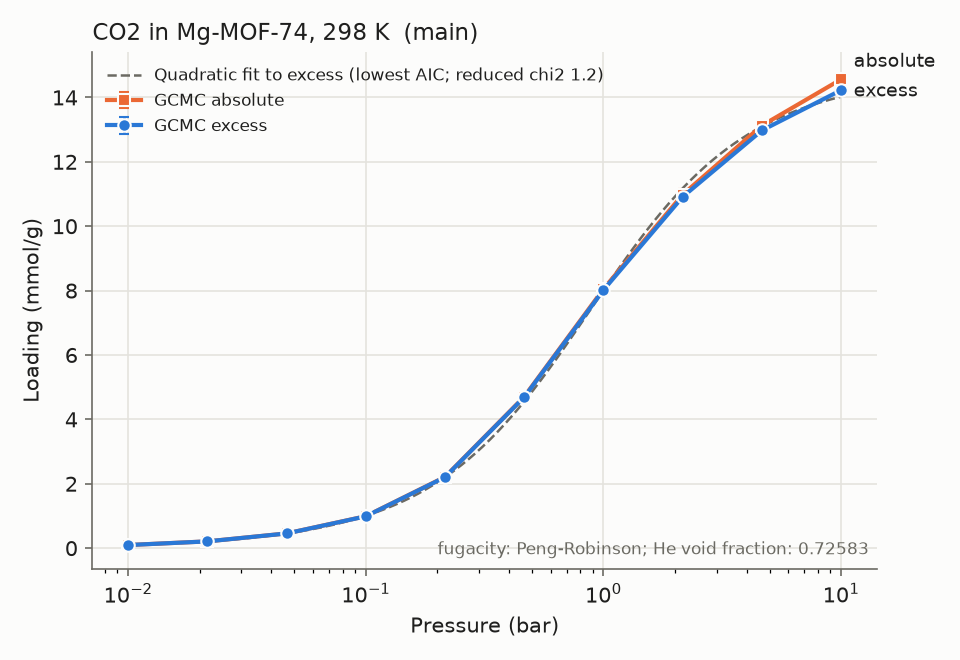 CO2 in Mg-MOF-74, 298 K  (main)
absolute
excess
Quadratic fit to excess (lowest AIC; reduced chi2 1.2)
GCMC absolute
GCMC excess
14
12
10
8
6
4
2
0
Loading (mmol/g)
fugacity: Peng-Robinson; He void fraction: 0.72583
10⁻² 10⁻¹ 10⁰ 10¹
Pressure (bar)